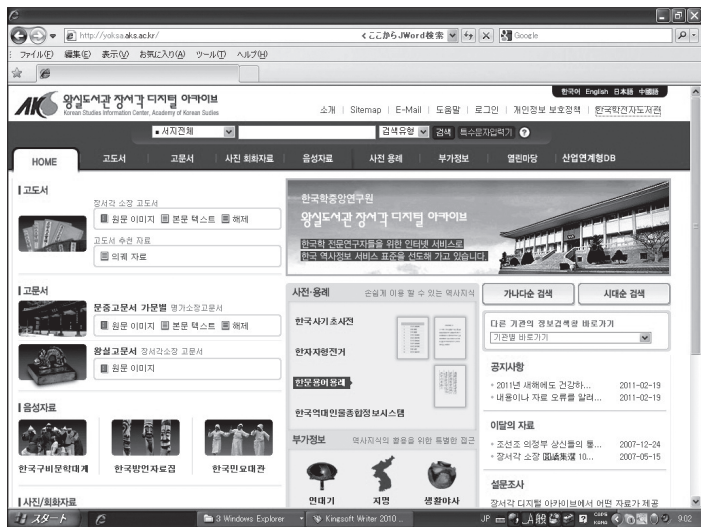 http://yoksa.aks.ac.kr/
ここからJWord検索
Google
ファイル(F) 編集(E) 表示(V) お気に入り(A) ツール(T) ヘルプ(H)
한국어 English 日本語 中國語
AKS 왕실도서관 장서각 디지털 아카이브
Korean Studies Information Center, Academy of Korean Sudies
소개 | Sitemap | E-Mail | 도움말 | 로그인 | 개인정보 보호정책 | 한국학전자도서관
서지전체 검색유형 검색 특수문자입력기 ?
HOME 고도서 고문서 사진 회화자료 음성자료 사전 용례 부가정보 열린마당 산업연계형DB
고도서
장서각 소장 고도서
원문 이미지 본문 텍스트 해제
고도서 추천 자료
의궤 자료
고문서
문중고문서 가문별 명가소장고문서
원문 이미지 본문 텍스트 해제
왕실고문서 장서각소장 고문서
원문 이미지
음성자료
한국구비문학대계 한국방언자료집 한국민요대관
사진/회화자료
한국학중앙연구원
왕실도서관 장서각 디지털 아카이브
한국학 전문연구자들을 위한 인터넷 서비스로
한국 역사정보 서비스 표준을 선도해 가고 있습니다.
사전·용례 손쉽게 이용 할 수 있는 역사지식
한국사기초사전
한자자형전거
한문용어용례
한국역대인물종합정보시스템
부가정보 역사지식의 활용을 위한 특별한 접근
연대기 지명 생활야사
가나다순 검색 시대순 검색
다른 기관의 정보검색을 바로가기
기관별 바로가기
공지사항
2011년 새해에도 건강하... 2011-02-19
내용이나 자료 오류를 알려... 2011-02-19
이달의 자료
조선조 의정부 상신들의 통... 2007-12-24
장서각 소장 10... 2007-05-15
설문조사
장서각 디지털 아카이브에서 어떤 자료가 제공
スタート 3 Windows Explorer Kingsoft Writer 2010 ... JP A般 CAPS KANA 9:02